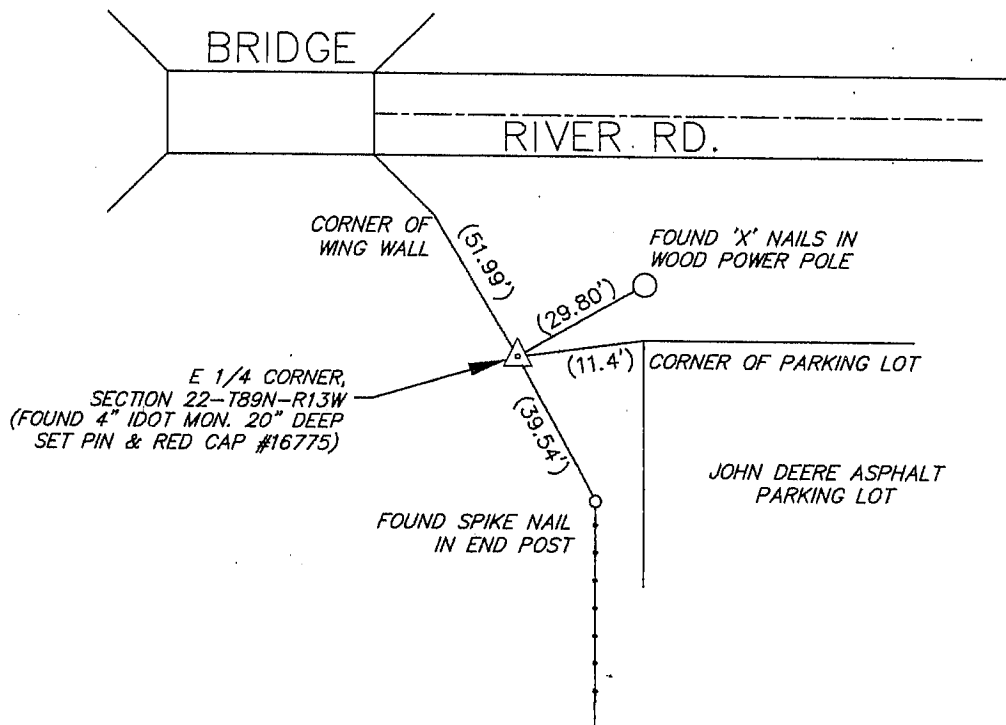 BRIDGE
RIVER RD.
CORNER OF
WING WALL
(51.99')
FOUND 'X' NAILS IN
WOOD POWER POLE
(29.80')
(11.4')
CORNER OF PARKING LOT
E 1/4 CORNER,
SECTION 22-T89N-R13W
(FOUND 4" IDOT MON. 20" DEEP
SET PIN & RED CAP #16775)
(39.54')
JOHN DEERE ASPHALT
PARKING LOT
FOUND SPIKE NAIL
IN END POST